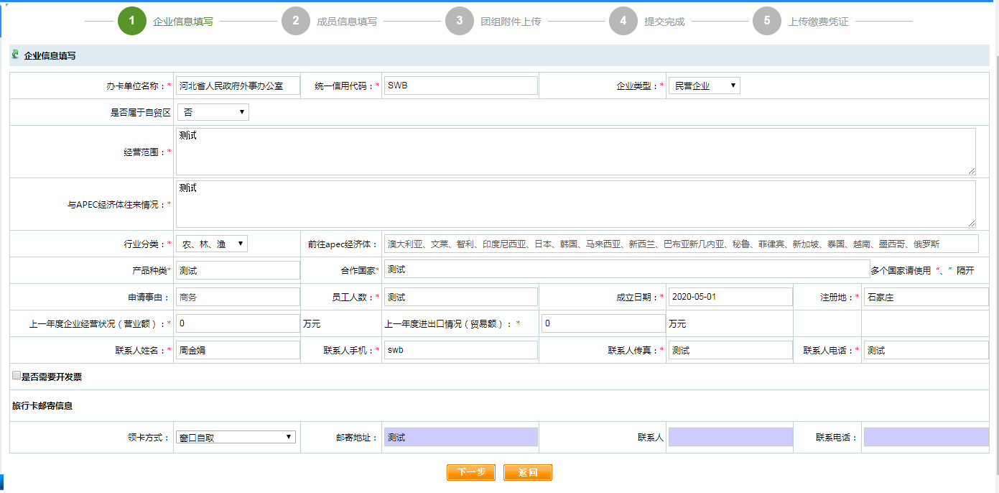 1 企业信息填写 2 成员信息填写 3 团组附件上传 4 提交完成 5 上传缴费凭证
企业信息填写
办卡单位名称：* 河北省人民政府外事办公室 统一信用代码：* SWB 企业类型：* 民营企业
是否属于自贸区 否
经营范围：* 测试
与APEC经济体往来情况：* 测试
行业分类：* 农、林、渔 前往apec经济体： 澳大利亚、文莱、智利、印度尼西亚、日本、韩国、马来西亚、新西兰、巴布亚新几内亚、秘鲁、菲律宾、新加坡、泰国、越南、墨西哥、俄罗斯
产品种类* 测试 合作国家* 测试 多个国家请使用“、”隔开
申请事由： 商务 员工人数：* 测试 成立日期：* 2020-05-01 注册地：* 石家庄
上一年度企业经营状况（营业额）：* 0 万元 上一年度进出口情况（贸易额）：* 0 万元
联系人姓名：* 周金娟 联系人手机：* swb 联系人传真：* 测试 联系人电话：* 测试
是否需要开发票
旅行卡邮寄信息
领卡方式： 窗口自取 邮寄地址： 测试 联系人 联系电话：
下一步 返回